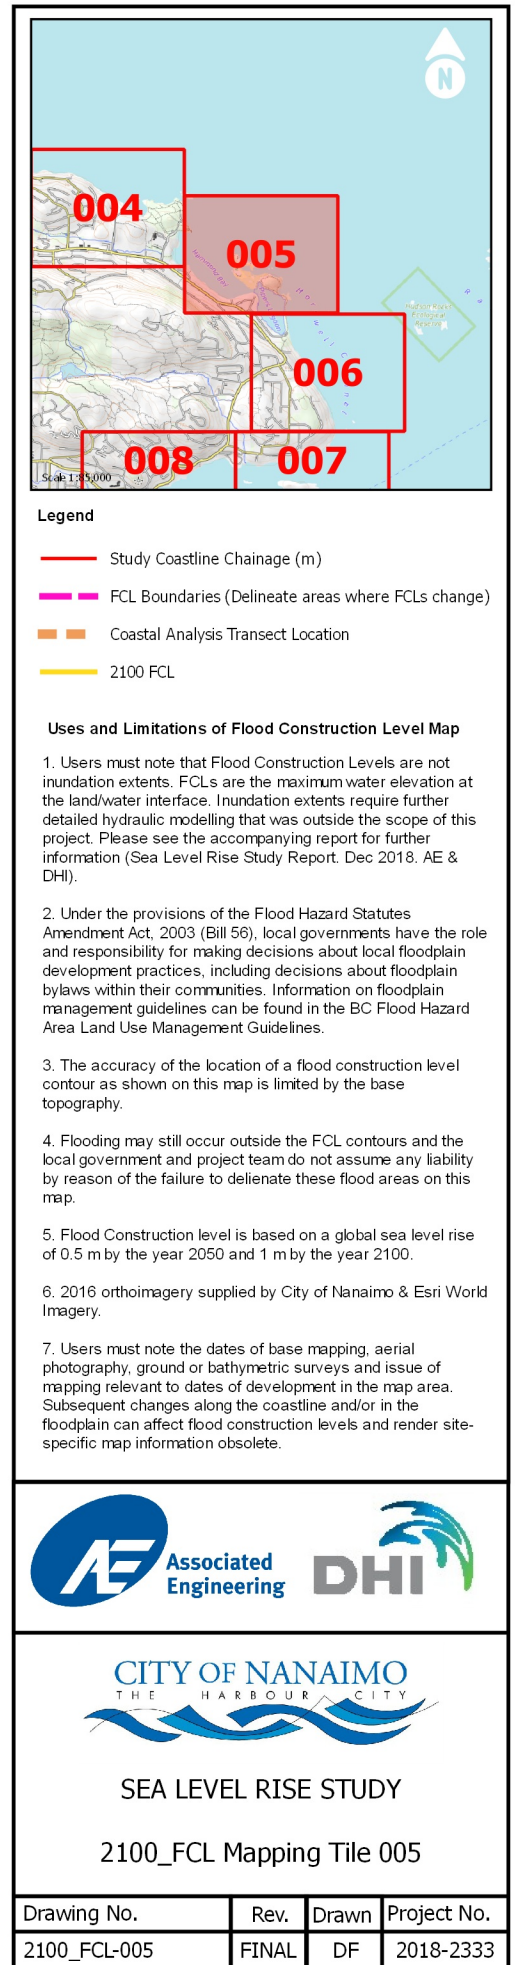 N
004
005
Hudson Rocks
Ecological
Reserve
006
008
007
Scale 1:85,000
Legend
Study Coastline Chainage (m)
FCL Boundaries (Delineate areas where FCLs change)
Coastal Analysis Transect Location
2100 FCL
Uses and Limitations of Flood Construction Level Map
1. Users must note that Flood Construction Levels are not
inundation extents. FCLs are the maximum water elevation at
the land/water interface. Inundation extents require further
detailed hydraulic modelling that was outside the scope of this
project. Please see the accompanying report for further
information (Sea Level Rise Study Report. Dec 2018. AE &
DHI).
2. Under the provisions of the Flood Hazard Statutes
Amendment Act, 2003 (Bill 56), local governments have the role
and responsibility for making decisions about local floodplain
development practices, including decisions about floodplain
bylaws within their communities. Information on floodplain
management guidelines can be found in the BC Flood Hazard
Area Land Use Management Guidelines.
3. The accuracy of the location of a flood construction level
contour as shown on this map is limited by the base
topography.
4. Flooding may still occur outside the FCL contours and the
local government and project team do not assume any liability
by reason of the failure to delienate these flood areas on this
map.
5. Flood Construction level is based on a global sea level rise
of 0.5 m by the year 2050 and 1 m by the year 2100.
6. 2016 orthoimagery supplied by City of Nanaimo & Esri World
Imagery.
7. Users must note the dates of base mapping, aerial
photography, ground or bathymetric surveys and issue of
mapping relevant to dates of development in the map area.
Subsequent changes along the coastline and/or in the
floodplain can affect flood construction levels and render site-
specific map information obsolete.
AE Associated
Engineering
DHI
CITY OF NANAIMO
THE HARBOUR CITY
SEA LEVEL RISE STUDY
2100_FCL Mapping Tile 005
Drawing No. Rev. Drawn Project No.
2100_FCL-005 FINAL DF 2018-2333